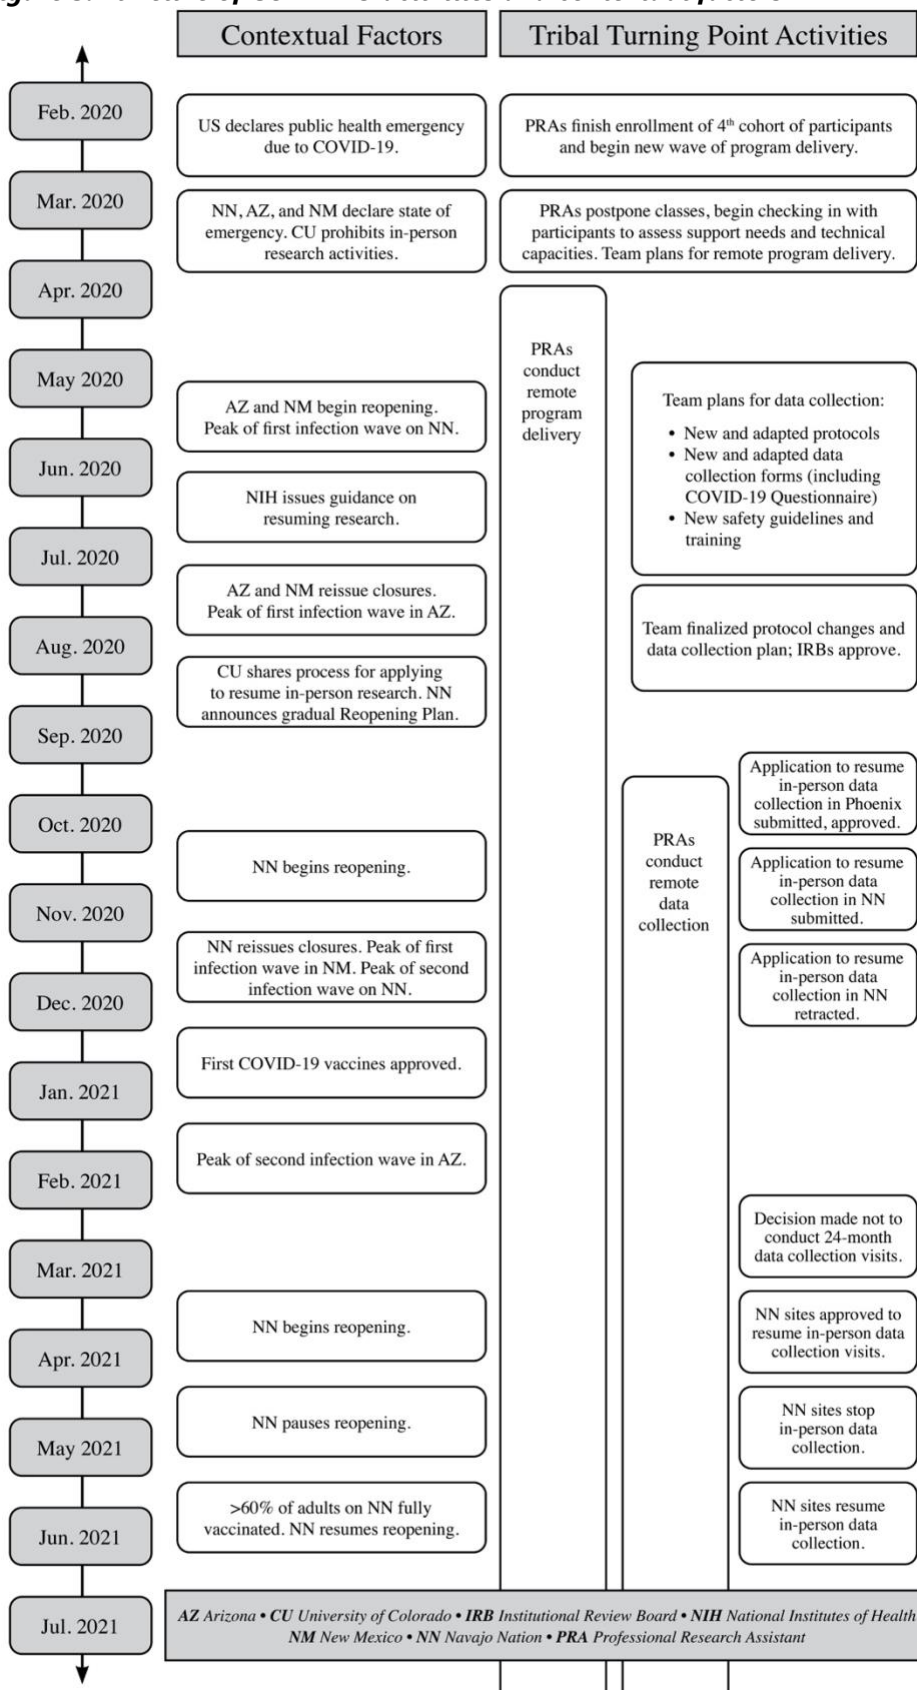 Contextual Factors
Tribal Turning Point Activities
Feb. 2020
US declares public health emergency
due to COVID-19.
PRAs finish enrollment of 4th cohort of participants
and begin new wave of program delivery.
Mar. 2020
NN, AZ, and NM declare state of
emergency. CU prohibits in-person
research activities.
PRAs postpone classes, begin checking in with
participants to assess support needs and technical
capacities. Team plans for remote program delivery.
Apr. 2020
PRAs
conduct
remote
program
delivery
May 2020
AZ and NM begin reopening.
Peak of first infection wave on NN.
Team plans for data collection:
• New and adapted protocols
• New and adapted data
collection forms (including
COVID-19 Questionnaire)
• New safety guidelines and
training
Jun. 2020
NIH issues guidance on
resuming research.
Jul. 2020
AZ and NM reissue closures.
Peak of first infection wave in AZ.
Team finalized protocol changes and
data collection plan; IRBs approve.
Aug. 2020
CU shares process for applying
to resume in-person research. NN
announces gradual Reopening Plan.
Sep. 2020
Application to resume
in-person data
collection in Phoenix
submitted, approved.
Oct. 2020
PRAs
conduct
remote
data
collection
NN begins reopening.
Application to resume
in-person data
collection in NN
submitted.
Nov. 2020
NN reissues closures. Peak of first
infection wave in NM. Peak of second
infection wave on NN.
Application to resume
in-person data
collection in NN
retracted.
Dec. 2020
First COVID-19 vaccines approved.
Jan. 2021
Peak of second infection wave in AZ.
Feb. 2021
Decision made not to
conduct 24-month
data collection visits.
Mar. 2021
NN begins reopening.
NN sites approved to
resume in-person data
collection visits.
Apr. 2021
NN pauses reopening.
NN sites stop
in-person data
collection.
May 2021
>60% of adults on NN fully
vaccinated. NN resumes reopening.
NN sites resume
in-person data
collection.
Jun. 2021
Jul. 2021
AZ Arizona • CU University of Colorado • IRB Institutional Review Board • NIH National Institutes of Health
NM New Mexico • NN Navajo Nation • PRA Professional Research Assistant